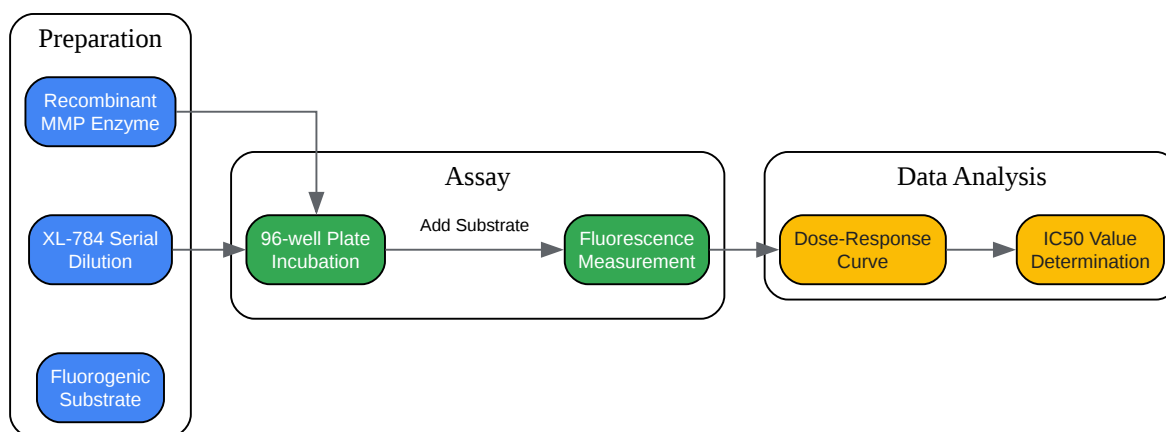 Preparation
Recombinant
MMP Enzyme
XL-784 Serial
Dilution
Fluorogenic
Substrate
Assay
96-well Plate
Incubation
Add Substrate
Fluorescence
Measurement
Data Analysis
Dose-Response
Curve
IC50 Value
Determination